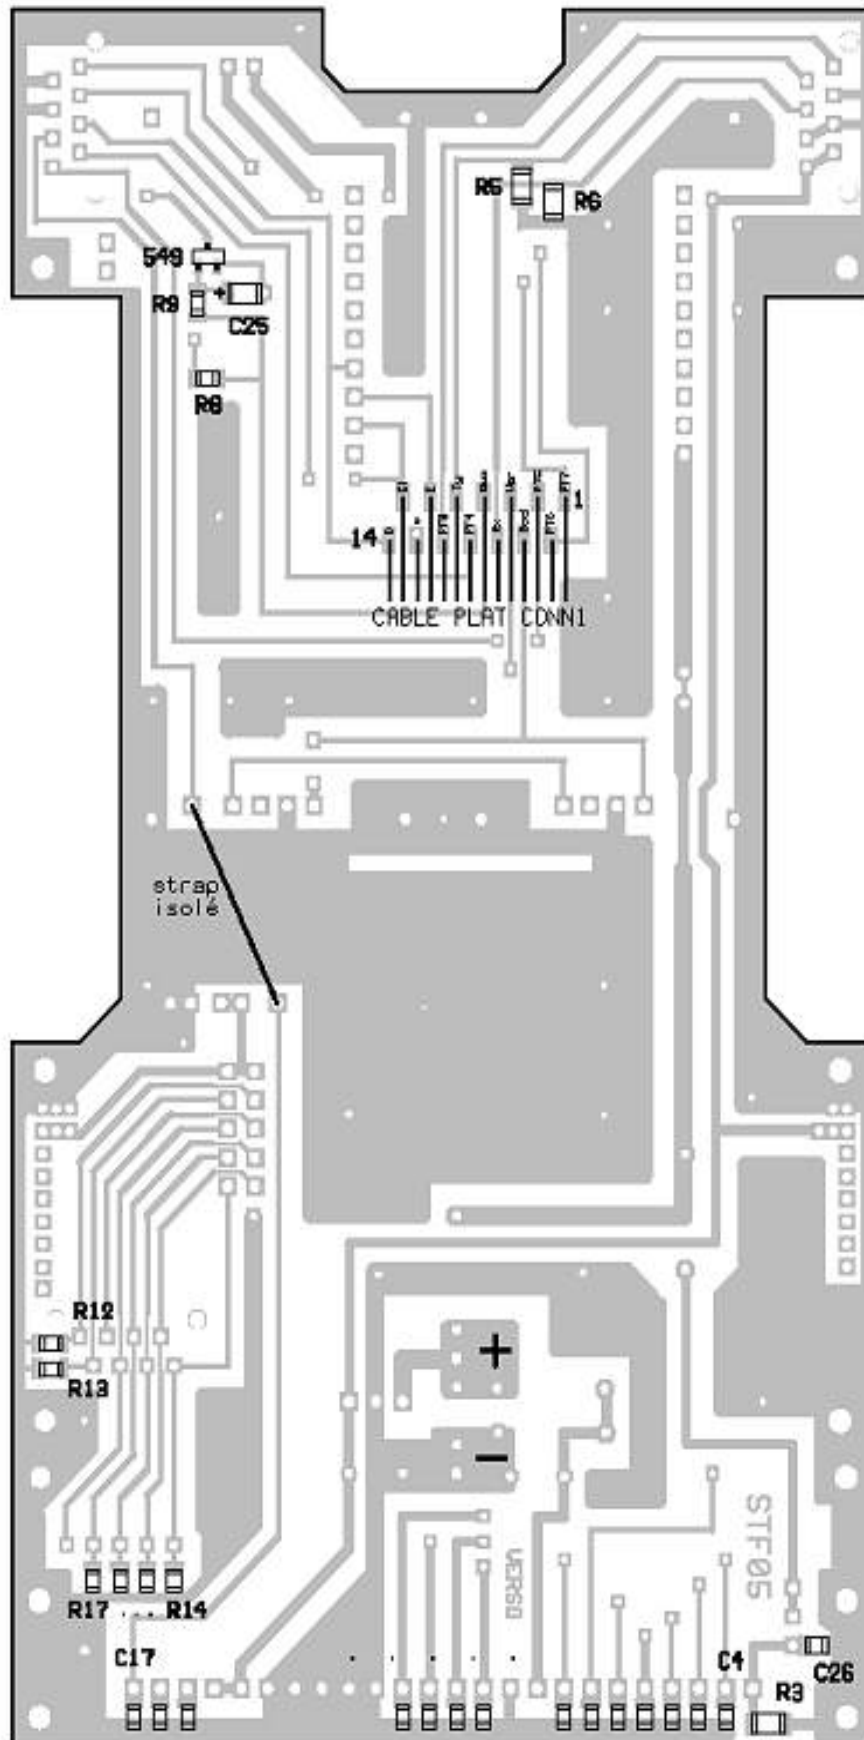 R5
R6
549
R9
+
C25
R8
14
1
CABLE PLAT CONN1
strap
isolé
R12
R13
+
-
STF05
VERSO
R17 ... R14
C17
C4
C26
R3